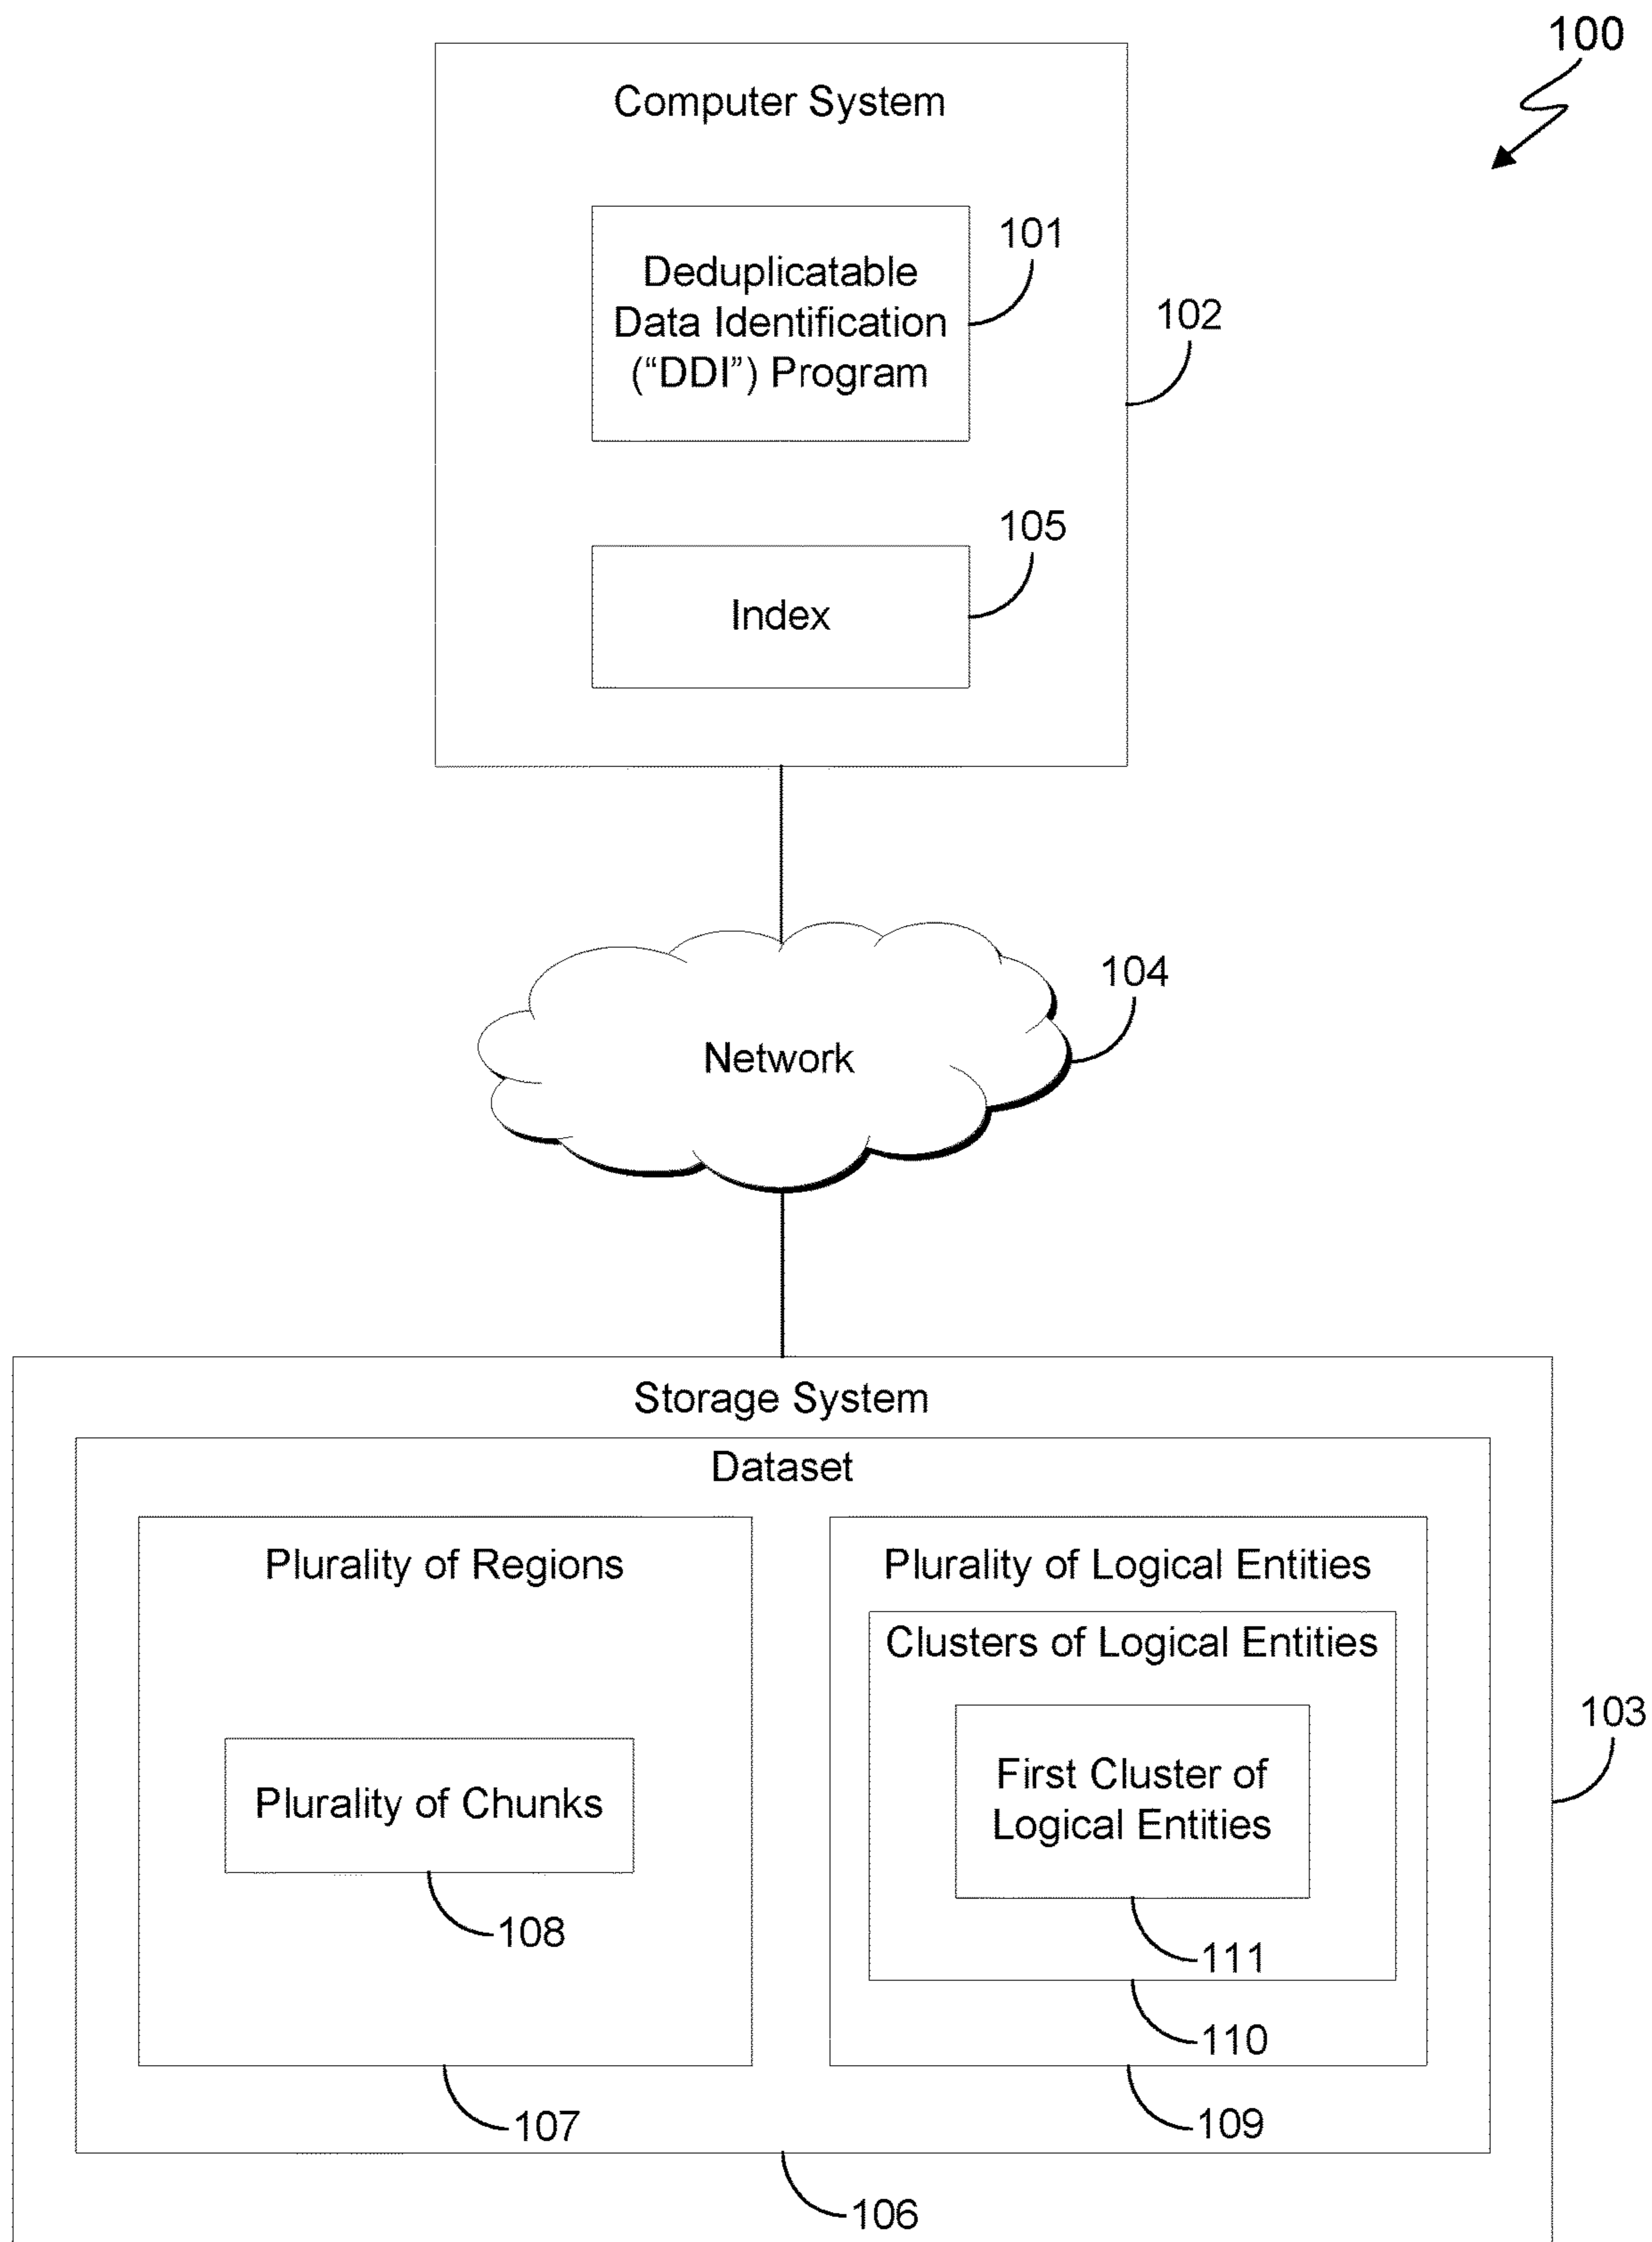 100
Computer System
101
Deduplicatable
Data Identification
(“DDI”) Program
102
105
Index
104
Network
Storage System
Dataset
Plurality of Regions
Plurality of Logical Entities
Clusters of Logical Entities
103
First Cluster of
Logical Entities
Plurality of Chunks
108
111
110
107
109
106